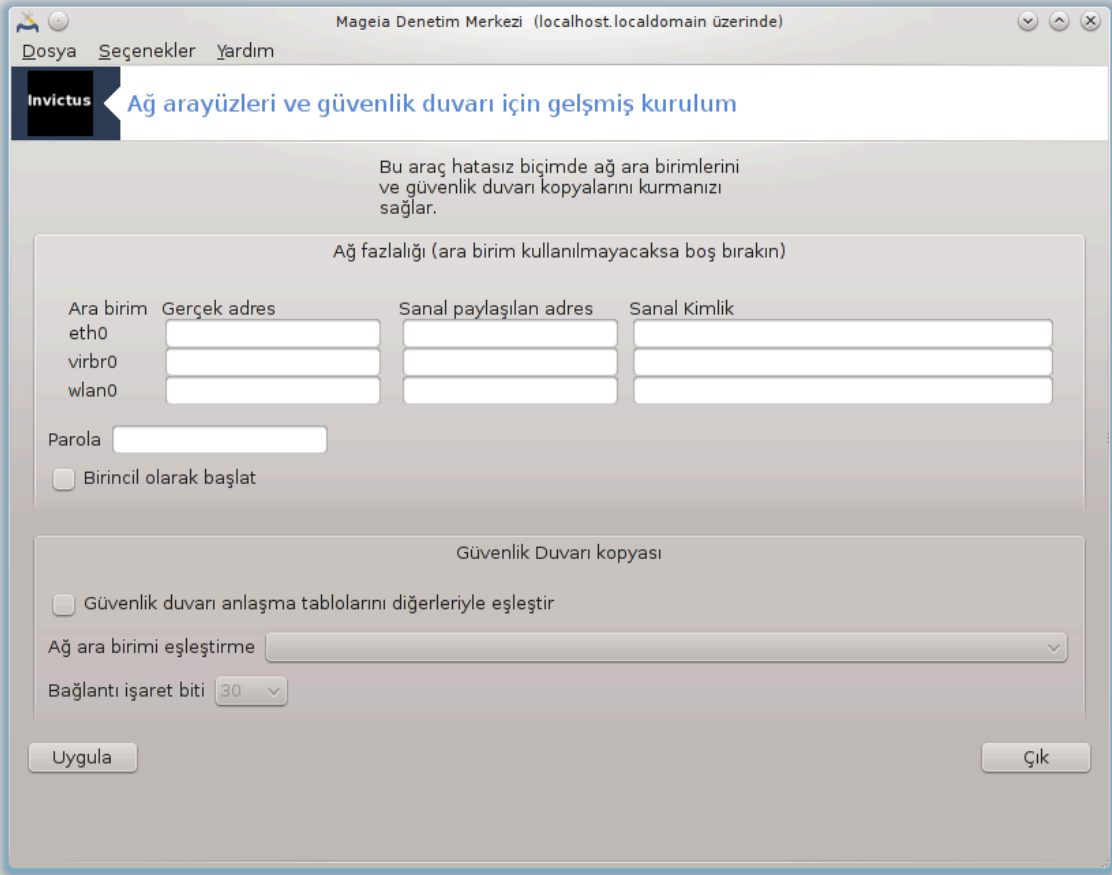 Mageia Denetim Merkezi (localhost.localdomain üzerinde)
Dosya Seçenekler Yardım
Invictus
Ağ arayüzleri ve güvenlik duvarı için gelşmiş kurulum
Bu araç hatasız biçimde ağ ara birimlerini
ve güvenlik duvarı kopyalarını kurmanızı
sağlar.
Ağ fazlalığı (ara birim kullanılmayacaksa boş bırakın)
Ara birim Gerçek adres Sanal paylaşılan adres Sanal Kimlik
eth0
virbr0
wlan0
Parola
Birincil olarak başlat
Güvenlik Duvarı kopyası
Güvenlik duvarı anlaşma tablolarını diğerleriyle eşleştir
Ağ ara birimi eşleştirme
Bağlantı işaret biti 30
Uygula Çık